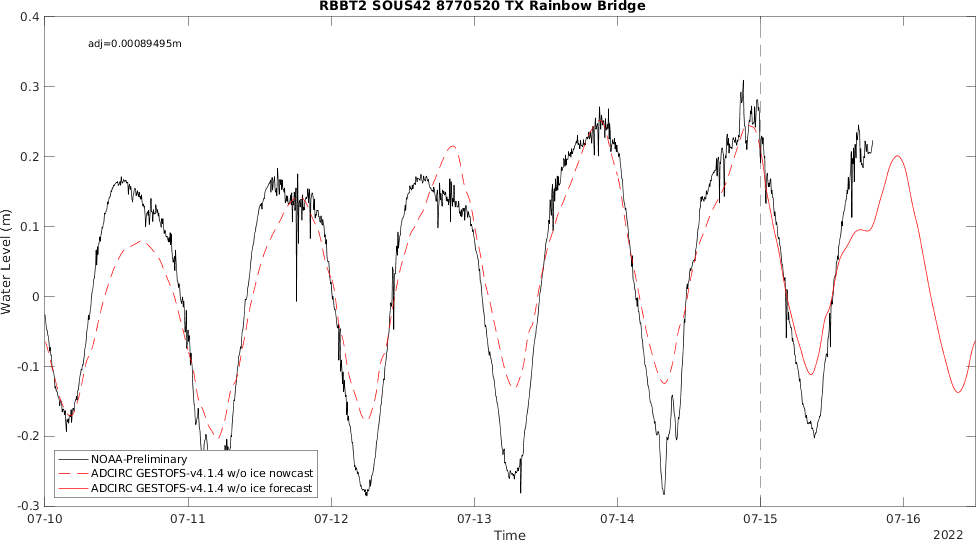 RBBT2 SOUS42 8770520 TX Rainbow Bridge
adj=0.00089495m
Water Level (m)
0.4
0.3
0.2
0.1
0
-0.1
-0.2
-0.3
NOAA-Preliminary
ADCIRC GESTOFS-v4.1.4 w/o ice nowcast
ADCIRC GESTOFS-v4.1.4 w/o ice forecast
07-10 07-11 07-12 07-13 07-14 07-15 07-16
Time
2022